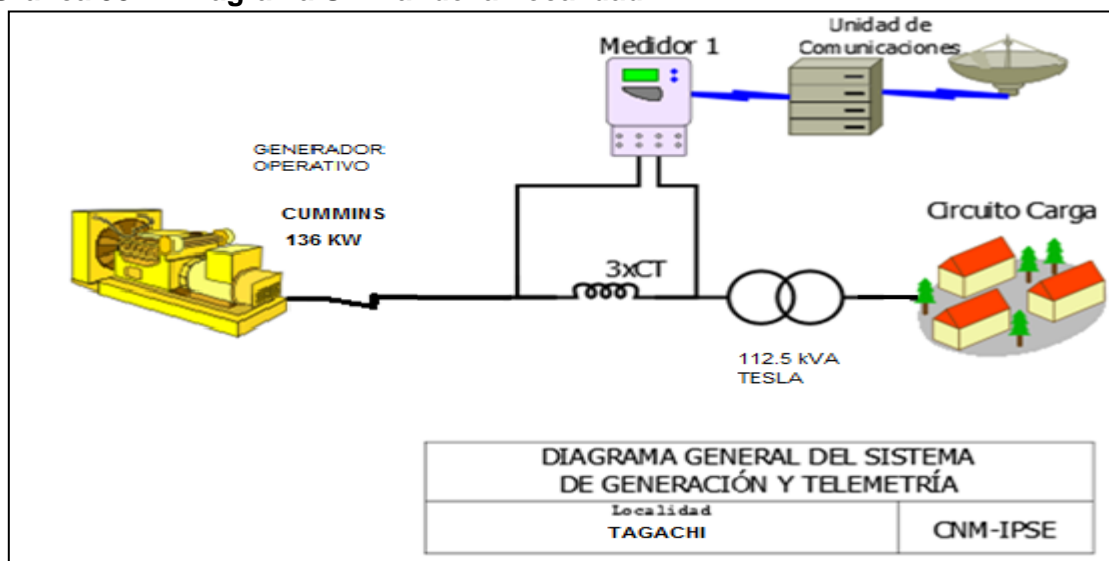 Unidad de
Comunicaciones
Medidor 1
GENERADOR
OPERATIVO
CUMMINS
136 KW
Circuito Carga
3xCT
112.5 kVA
TESLA
DIAGRAMA GENERAL DEL SISTEMA
DE GENERACIÓN Y TELEMETRÍA
Localidad
TAGACHI
CNM-IPSE